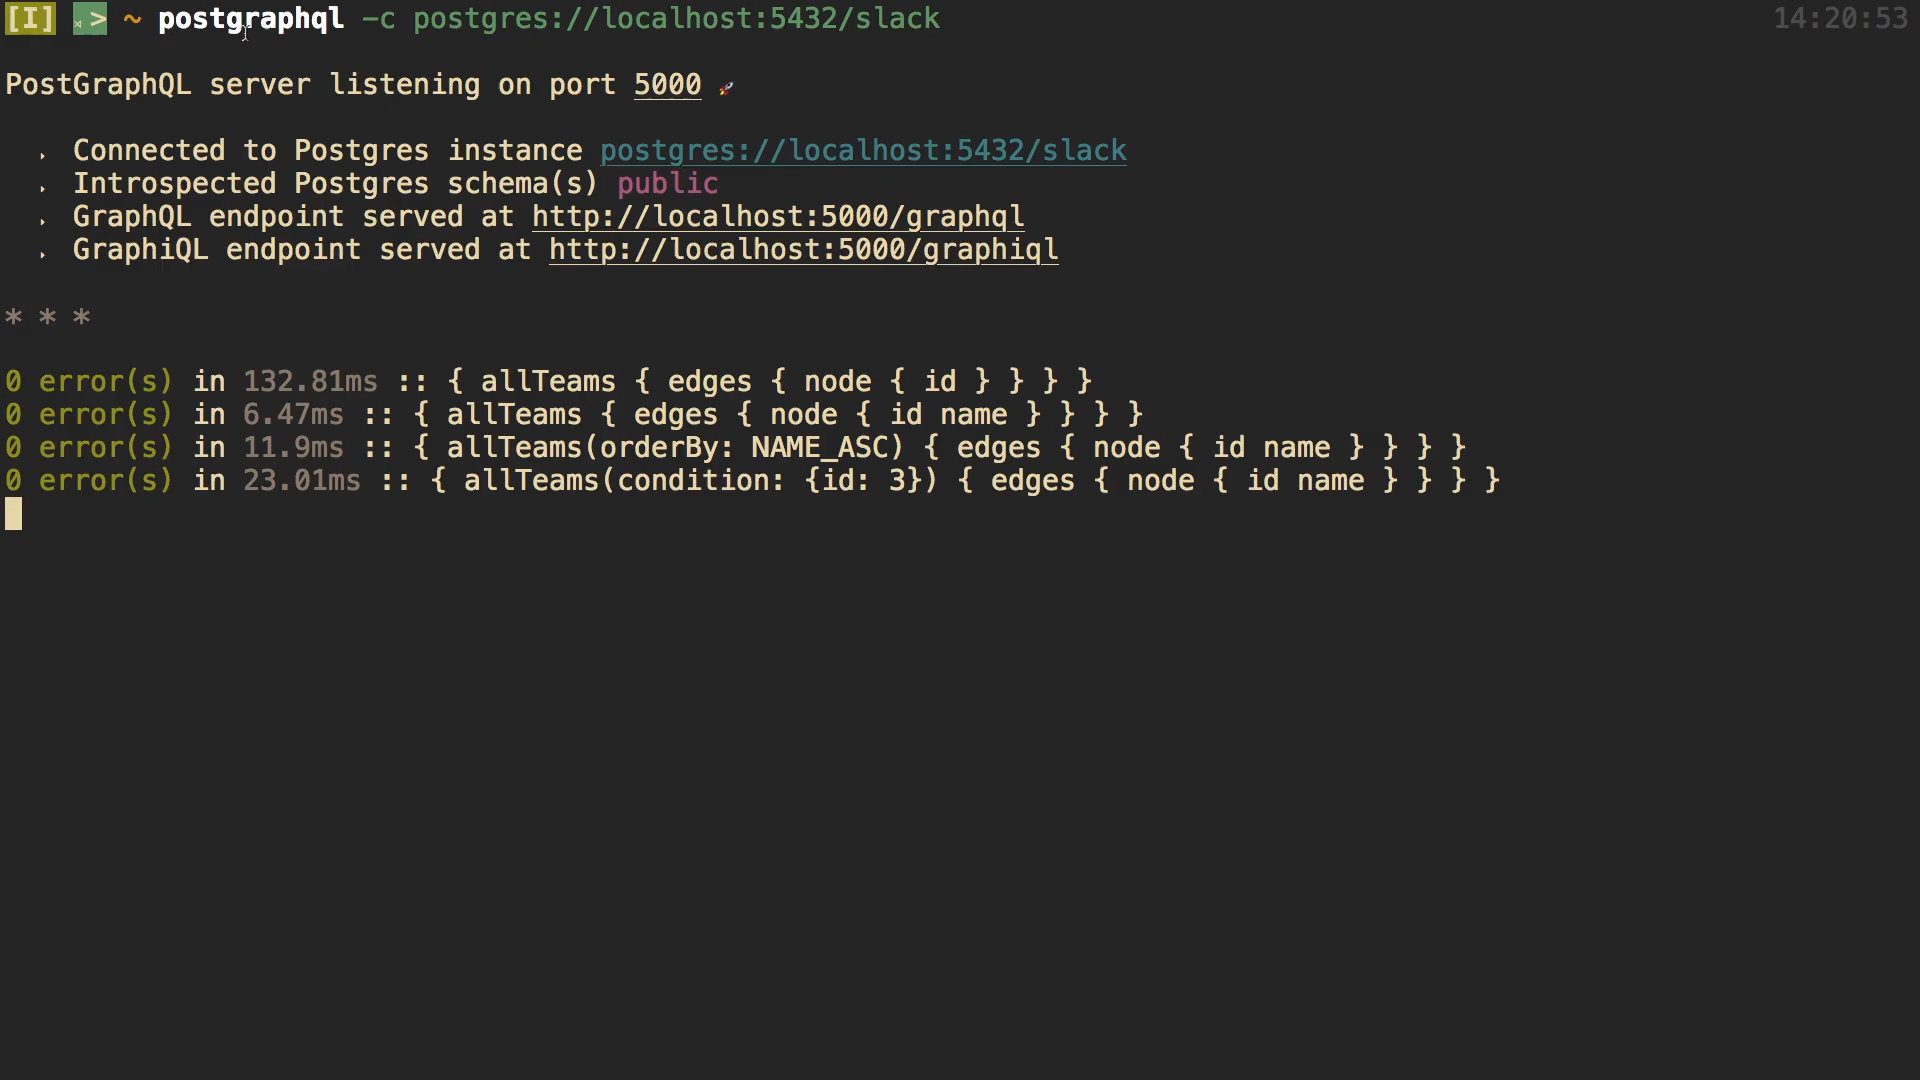 [I] > ~ postgraphql -c postgres://localhost:5432/slack 14:20:53
PostGraphQL server listening on port 5000 🚀
‣ Connected to Postgres instance postgres://localhost:5432/slack
‣ Introspected Postgres schema(s) public
‣ GraphQL endpoint served at http://localhost:5000/graphql
‣ GraphiQL endpoint served at http://localhost:5000/graphiql
* * *
0 error(s) in 132.81ms :: { allTeams { edges { node { id } } } }
0 error(s) in 6.47ms :: { allTeams { edges { node { id name } } } }
0 error(s) in 11.9ms :: { allTeams(orderBy: NAME_ASC) { edges { node { id name } } } }
0 error(s) in 23.01ms :: { allTeams(condition: {id: 3}) { edges { node { id name } } } }